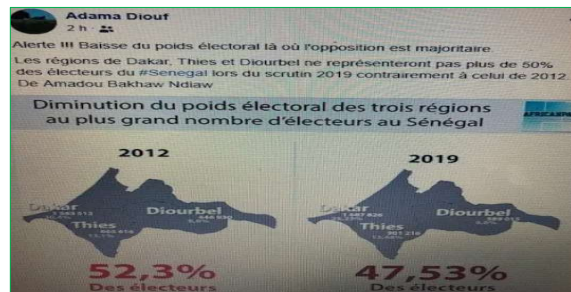 Adama Diouf
2 h ·
Alerte !!! Baisse du poids électoral là où l'opposition est majoritaire.
Les régions de Dakar, Thies et Diourbel ne représenteront pas plus de 50%
des électeurs du #Senegal lors du scrutin 2019 contrairement à celui de 2012.
De Amadou Bakhaw Ndiaw
Diminution du poids électoral des trois régions
au plus grand nombre d'électeurs au Sénégal
2012
2019
Dakar
Diourbel
Thies
Dakar
Diourbel
Thies
52,3%
47,53%
Des électeurs
Des électeurs